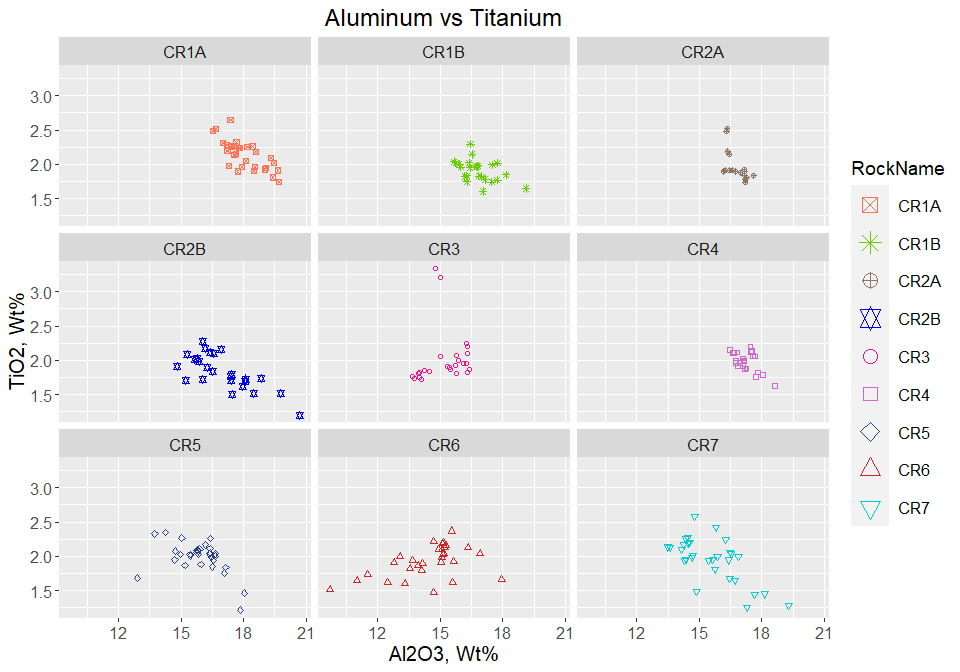 Aluminum vs Titanium
CR1A CR1B CR2A
3.0
2.5
2.0
1.5
CR2B CR3 CR4
3.0
2.5
2.0
1.5
CR5 CR6 CR7
3.0
2.5
2.0
1.5
12 15 18 21 12 15 18 21 12 15 18 21
Al2O3, Wt%
TiO2, Wt%
RockName
CR1A
CR1B
CR2A
CR2B
CR3
CR4
CR5
CR6
CR7